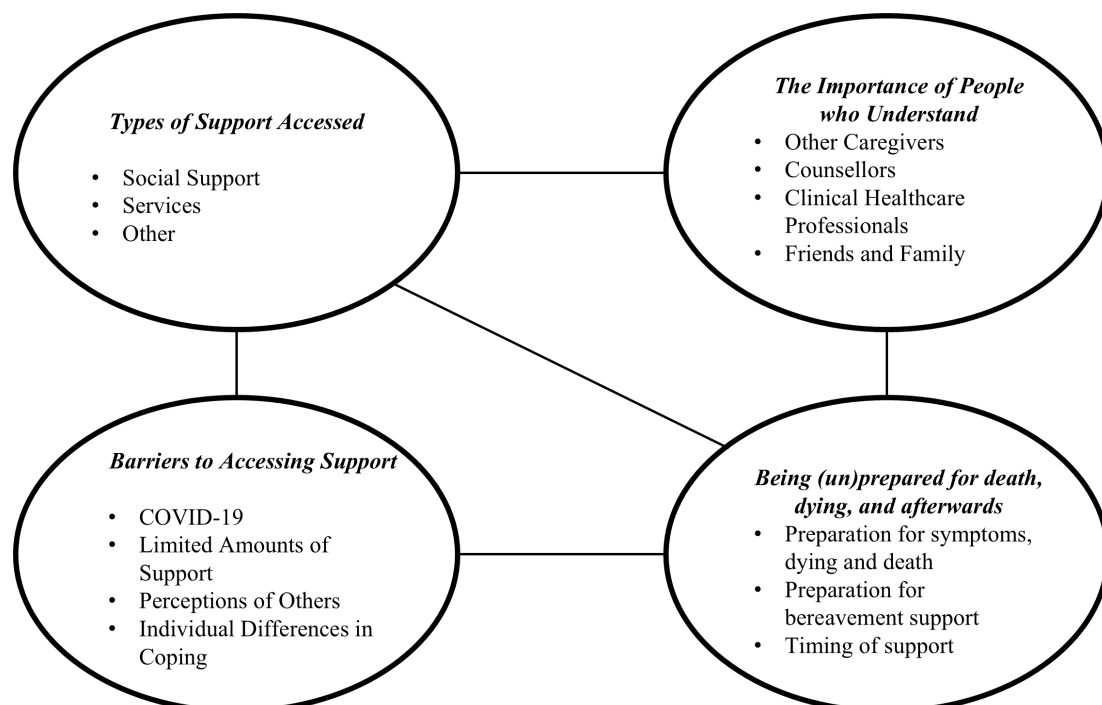 Types of Support Accessed
• Social Support
• Services
• Other
The Importance of People
who Understand
• Other Caregivers
• Counsellors
• Clinical Healthcare
Professionals
• Friends and Family
Barriers to Accessing Support
• COVID-19
• Limited Amounts of
Support
• Perceptions of Others
• Individual Differences in
Coping
Being (un)prepared for death,
dying, and afterwards
• Preparation for symptoms,
dying and death
• Preparation for
bereavement support
• Timing of support